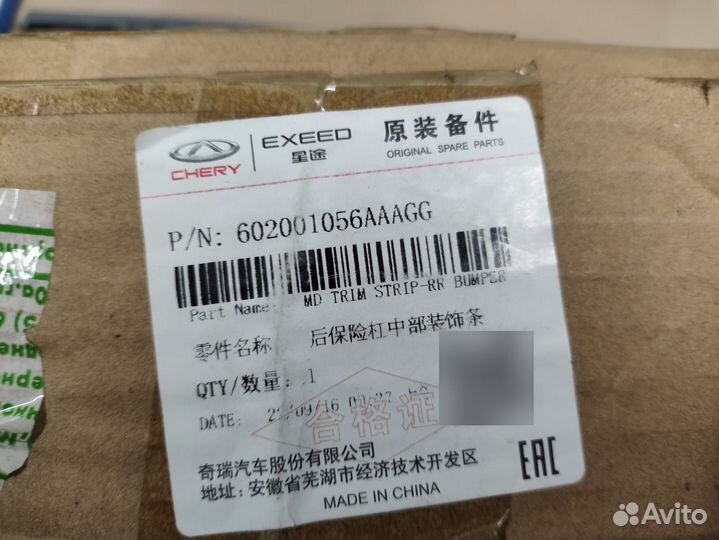 CHERY
EXEED
星途
原装备件
ORIGINAL SPARE PARTS
P/N: 602001056AAAGG
Part Name: MD TRIM STRIP-RR BUMPER
零件名称 后保险杠中部装饰条
QTY/数量: 1
DATE:
合格证
奇瑞汽车股份有限公司
地址: 安徽省芜湖市经济技术开发区
MADE IN CHINA
EAC
Avito